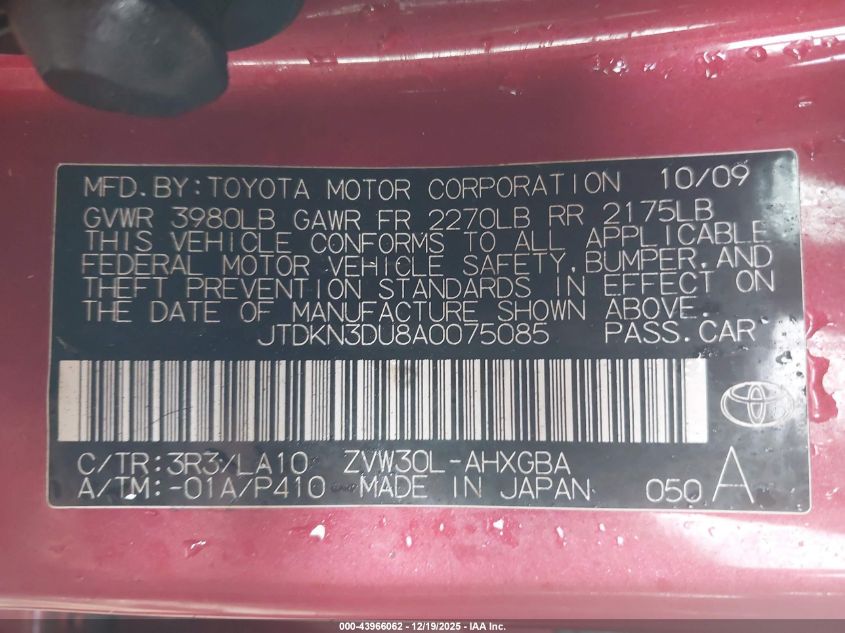 MFD. BY: TOYOTA MOTOR CORPORATION 10/09
GVWR 3980LB GAWR FR 2270LB RR 2175LB
THIS VEHICLE CONFORMS TO ALL APPLICABLE
FEDERAL MOTOR VEHICLE SAFETY, BUMPER, AND
THEFT PREVENTION STANDARDS IN EFFECT ON
THE DATE OF MANUFACTURE SHOWN ABOVE.
JTDKN3DU8A0075085 PASS. CAR
C/TR: 3R3 / LA10 ZVW30L-AHXGBA
A/TM: -01A/P410 MADE IN JAPAN 050 A
000-43966062 - 12/19/2025 - IAA Inc.